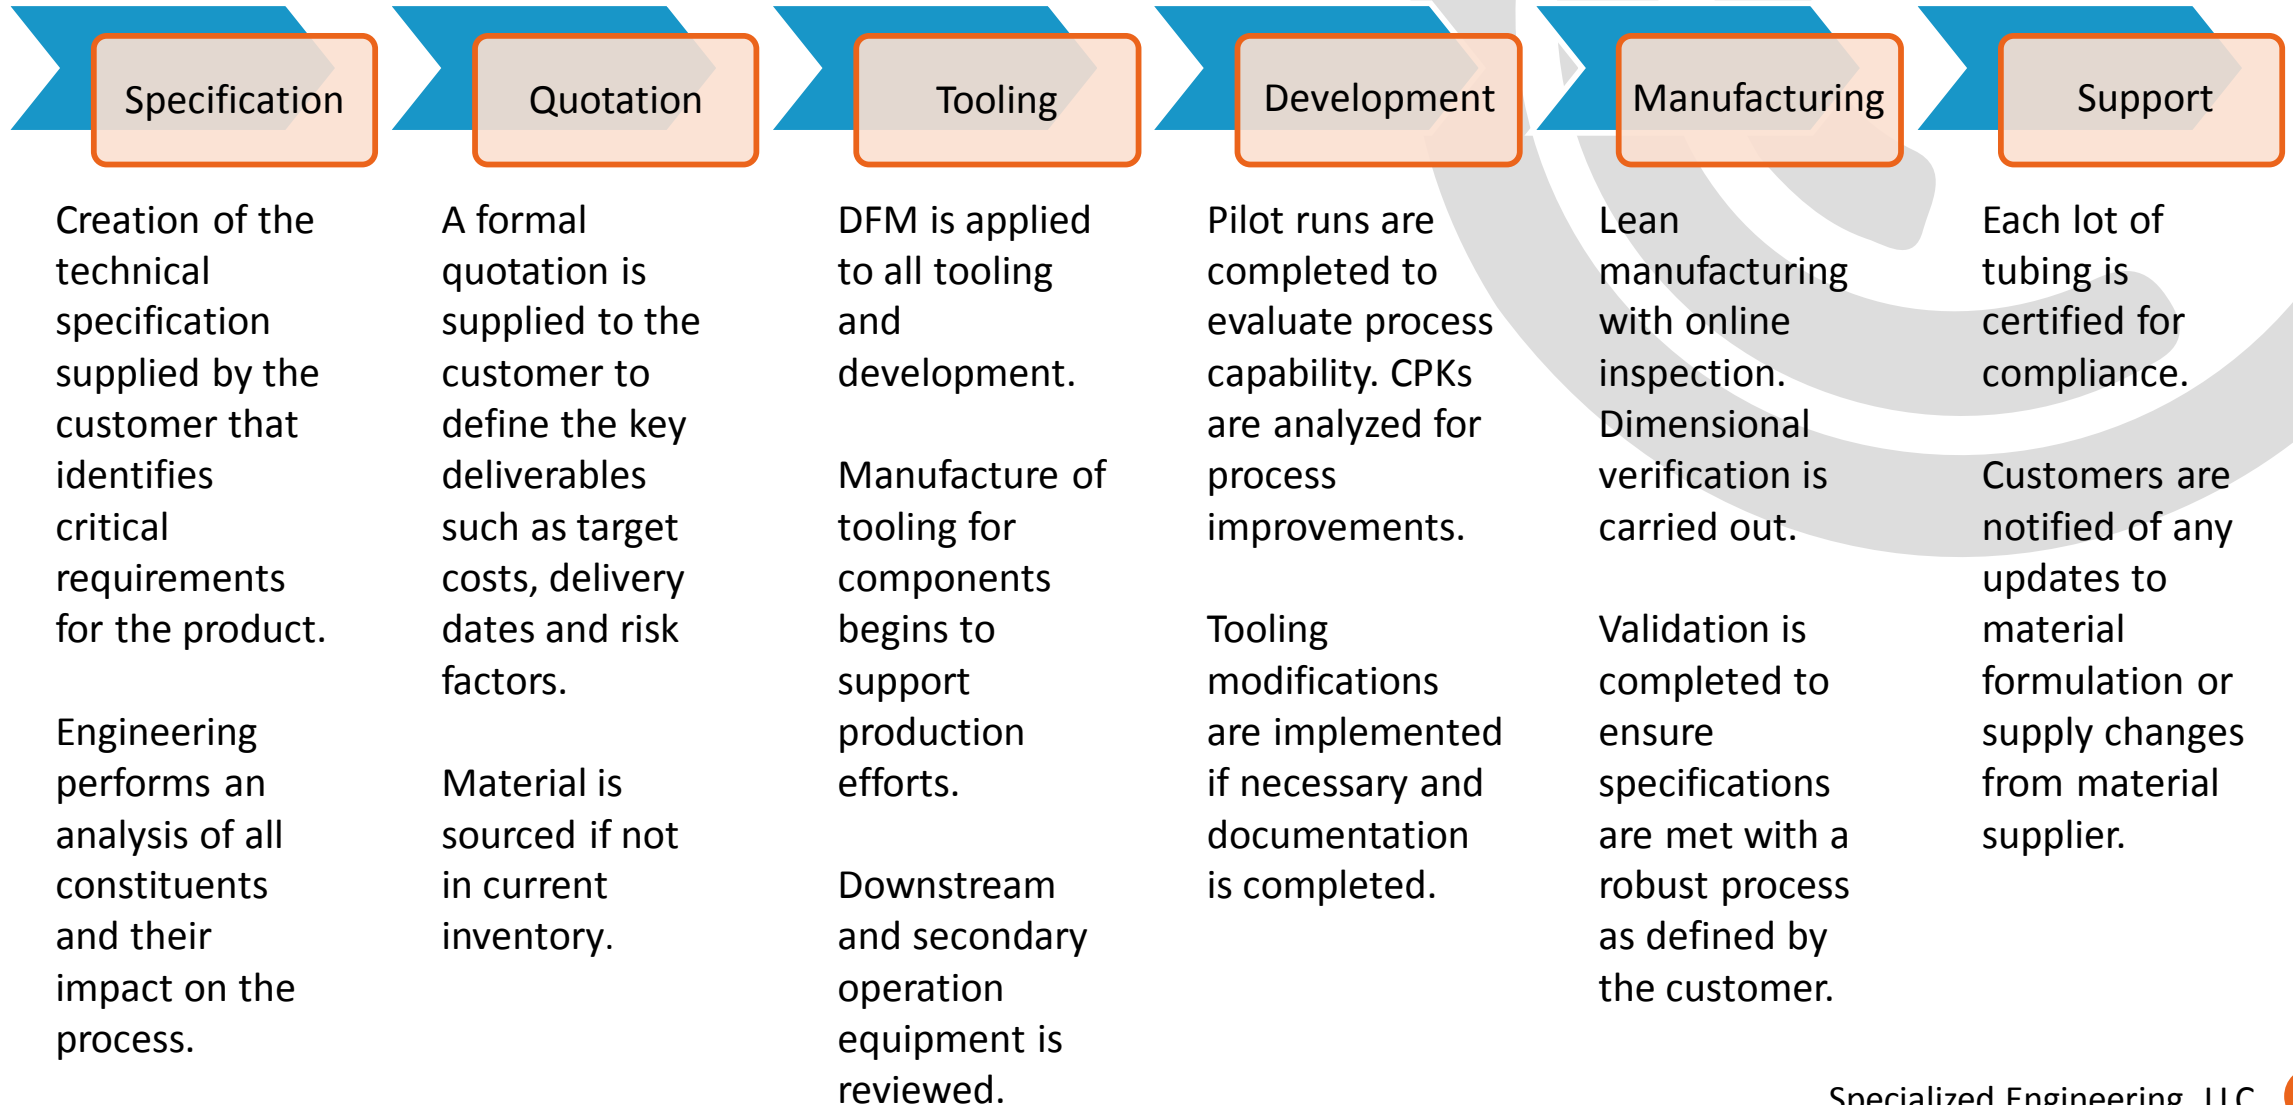 Specification
Quotation
Tooling
Development
Manufacturing
Support
Creation of the
technical
specification
supplied by the
customer that
identifies
critical
requirements
for the product.
Engineering
performs an
analysis of all
constituents
and their
impact on the
process.
A formal
quotation is
supplied to the
customer to
define the key
deliverables
such as target
costs, delivery
dates and risk
factors.
Material is
sourced if not
in current
inventory.
DFM is applied
to all tooling
and
development.
Manufacture of
tooling for
components
begins to
support
production
efforts.
Downstream
and secondary
operation
equipment is
reviewed.
Pilot runs are
completed to
evaluate process
capability. CPKs
are analyzed for
process
improvements.
Tooling
modifications
are implemented
if necessary and
documentation
is completed.
Lean
manufacturing
with online
inspection.
Dimensional
verification is
carried out.
Validation is
completed to
ensure
specifications
are met with a
robust process
as defined by
the customer.
Each lot of
tubing is
certified for
compliance.
Customers are
notified of any
updates to
material
formulation or
supply changes
from material
supplier.
Specialized Engineering, LLC